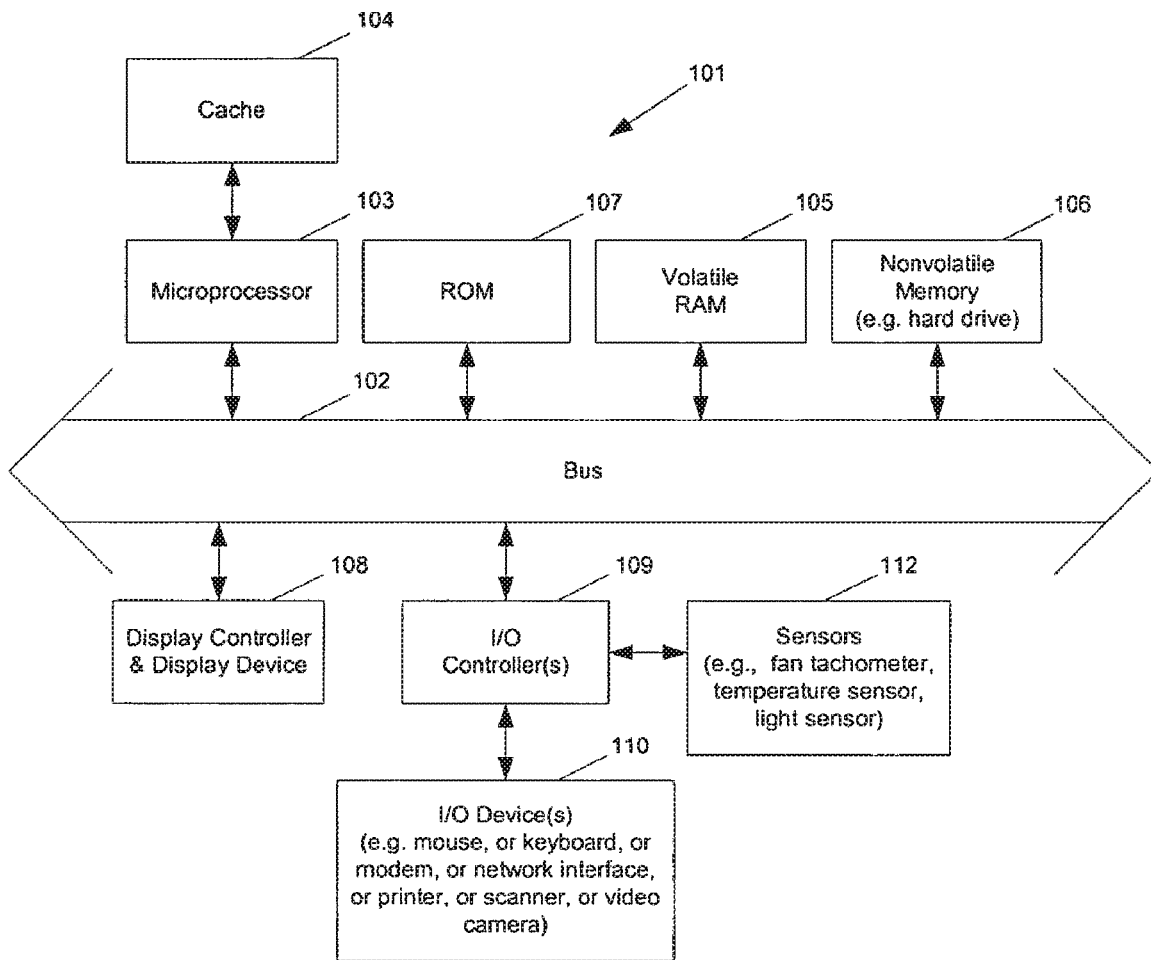 104
Cache
101
103
107
105
106
Microprocessor
ROM
Volatile
RAM
Nonvolatile
Memory
(e.g. hard drive)
102
Bus
108
109
112
Display Controller
& Display Device
I/O
Controller(s)
Sensors
(e.g., fan tachometer,
temperature sensor,
light sensor)
110
I/O Device(s)
(e.g. mouse, or keyboard, or
modem, or network interface,
or printer, or scanner, or video
camera)